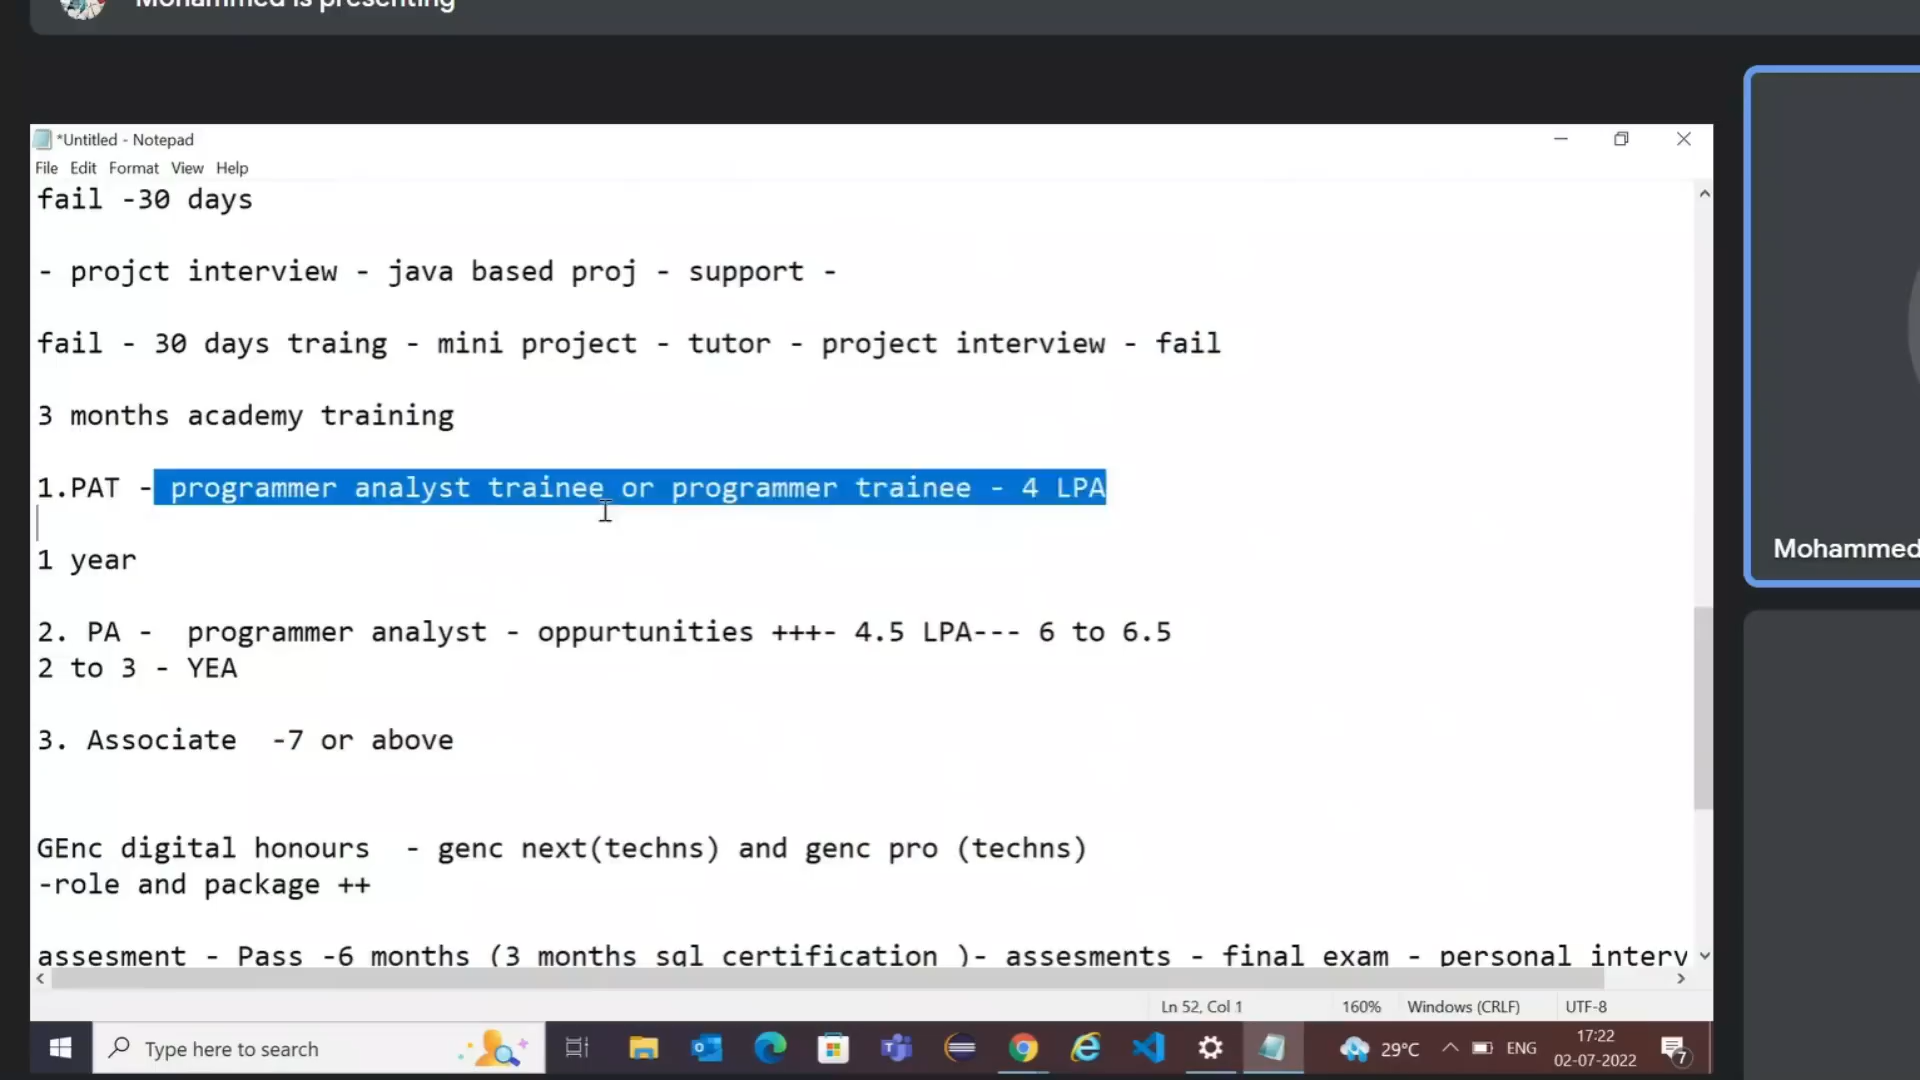 Mohammed is presenting
*Untitled - Notepad
File Edit Format View Help
fail -30 days
- projct interview - java based proj - support -
fail - 30 days traing - mini project - tutor - project interview - fail
3 months academy training
1.PAT - programmer analyst trainee or programmer trainee - 4 LPA
1 year
2. PA -  programmer analyst - oppurtunities +++- 4.5 LPA--- 6 to 6.5
2 to 3 - YEA
3. Associate  -7 or above
GEnc digital honours  - genc next(techns) and genc pro (techns)
-role and package ++
assesment - Pass -6 months (3 months sql certification )- assesments - final exam - personal interv
Ln 52, Col 1 160% Windows (CRLF) UTF-8
Mohammed
Type here to search
29°C ENG
17:22
02-07-2022
7